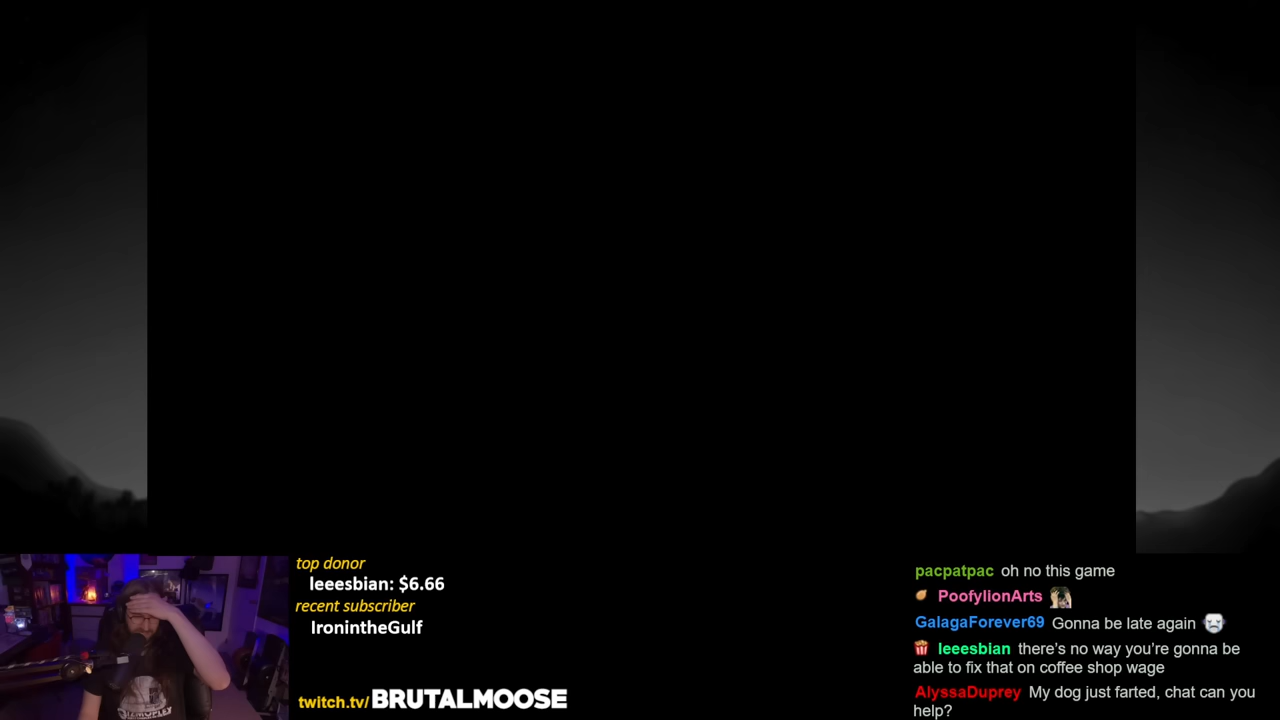 top donor
leeesbian: $6.66
recent subscriber
IronintheGulf
twitch.tv/BRUTALMOOSE
pacpatpac oh no this game
PoofylionArts
GalagaForever69 Gonna be late again
leeesbian there's no way you're gonna be
able to fix that on coffee shop wage
AlyssaDuprey My dog just farted, chat can you
help?